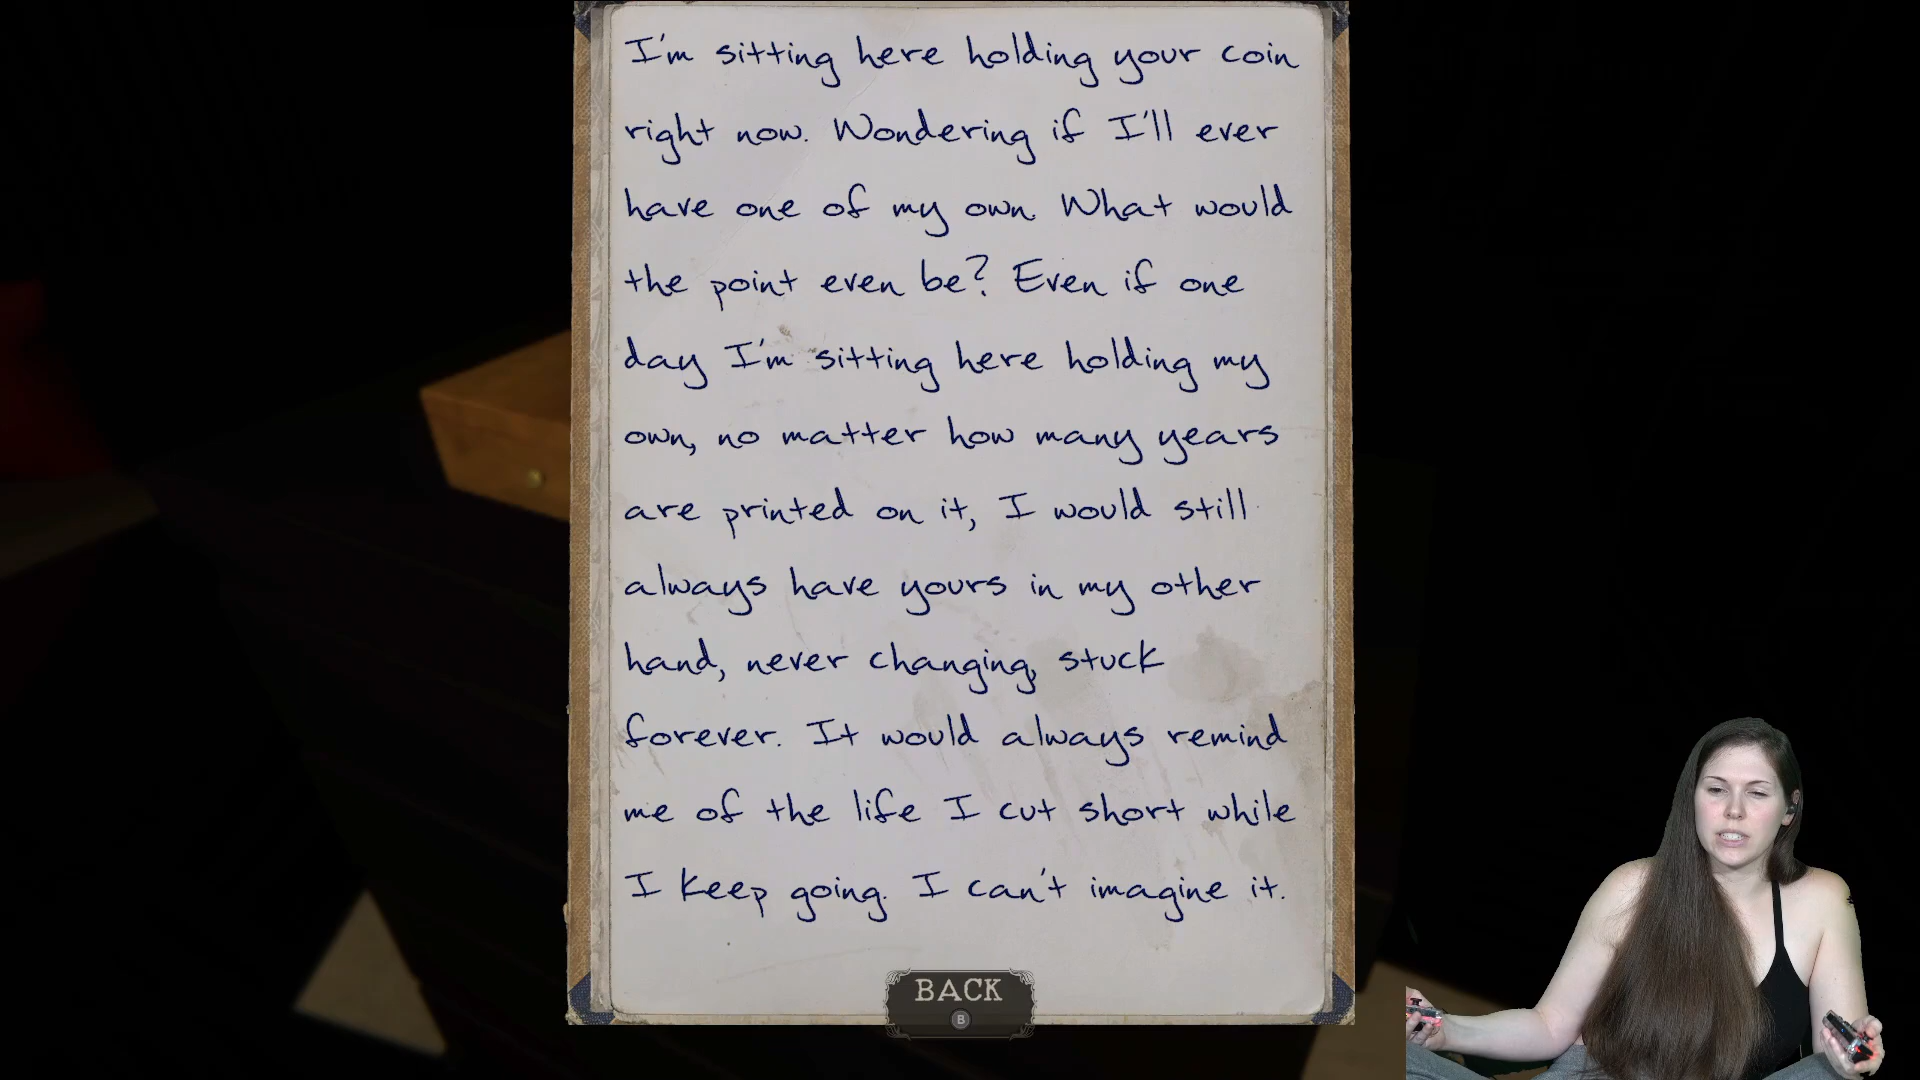 I'm sitting here holding your coin
right now. Wondering if I'll ever
have one of my own. What would
the point even be? Even if one
day I'm sitting here holding my
own, no matter how many years
are printed on it, I would still
always have yours in my other
hand, never changing, stuck
forever. It would always remind
me of the life I cut short while
I keep going. I can't imagine it.
BACK
B